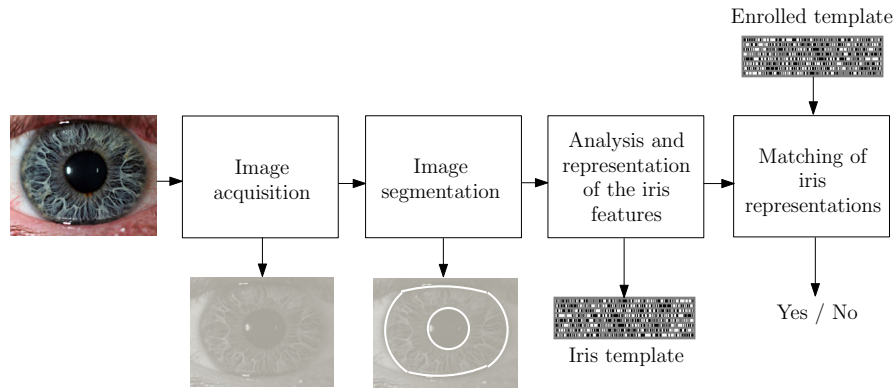 Enrolled template
Image
acquisition
Image
segmentation
Analysis and
representation
of the iris
features
Matching of
iris
representations
Iris template
Yes / No